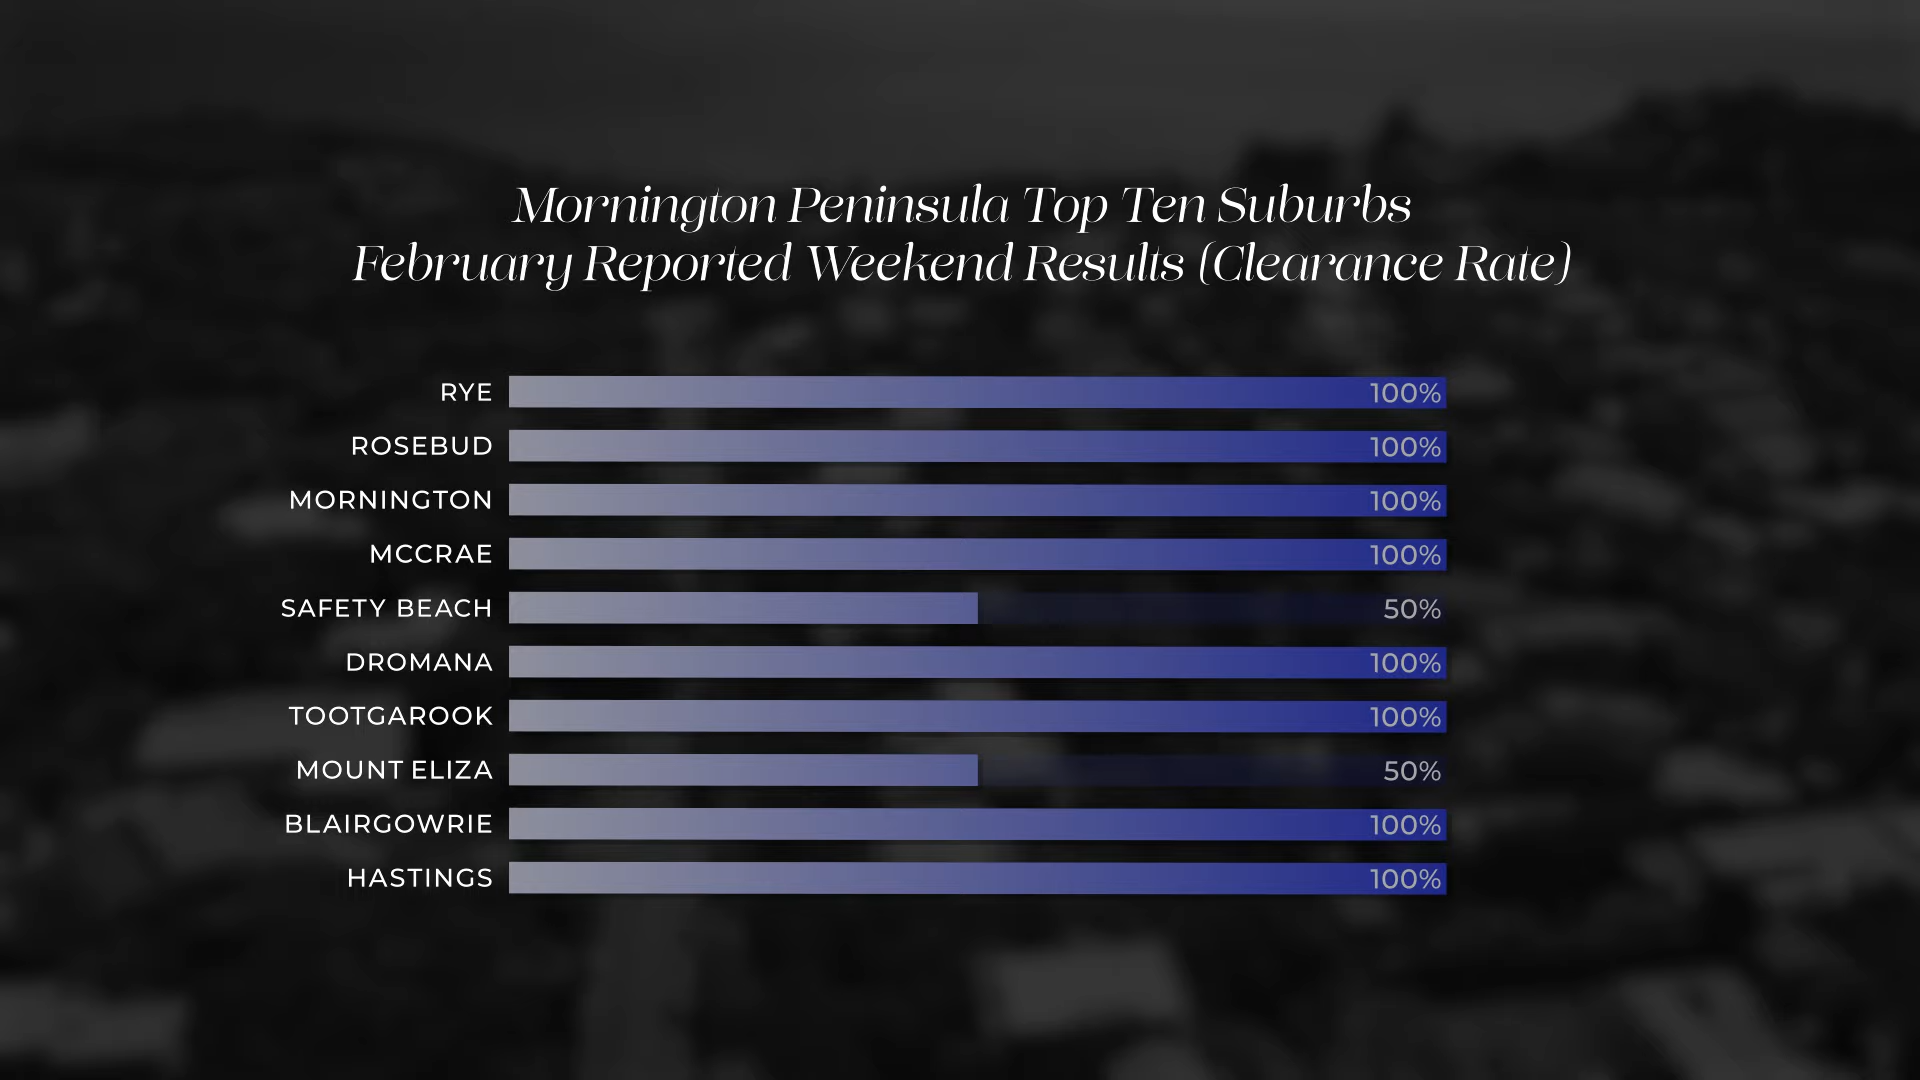 Mornington Peninsula Top Ten Suburbs
February Reported Weekend Results (Clearance Rate)
RYE 100%
ROSEBUD 100%
MORNINGTON 100%
MCCRAE 100%
SAFETY BEACH 50%
DROMANA 100%
TOOTGAROOK 100%
MOUNT ELIZA 50%
BLAIRGOWRIE 100%
HASTINGS 100%